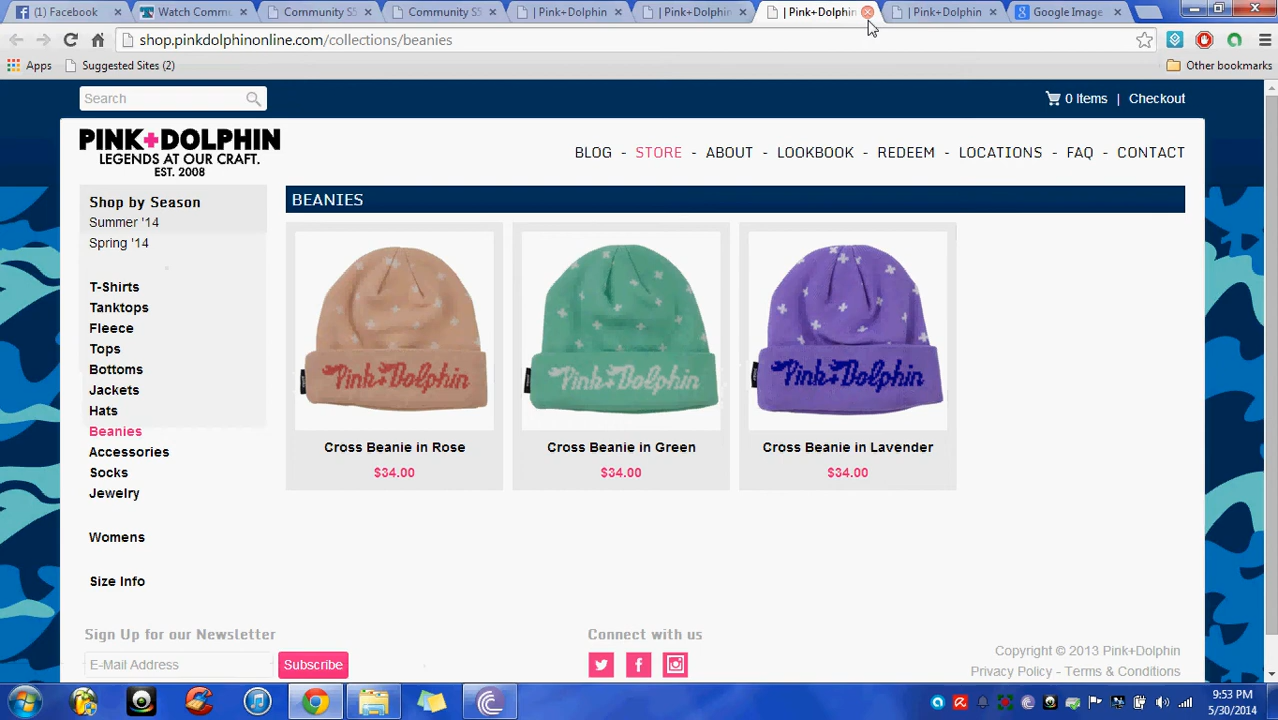 (1) Facebook
Watch Commu
Community S5
Community S5
| Pink+Dolphin
| Pink+Dolphin
| Pink+Dolphin
| Pink+Dolphin
Google Image
shop.pinkdolphinonline.com/collections/beanies
Apps
Suggested Sites (2)
Other bookmarks
Search
0 Items | Checkout
PINK+DOLPHIN
LEGENDS AT OUR CRAFT.
EST. 2008
BLOG - STORE - ABOUT - LOOKBOOK - REDEEM - LOCATIONS - FAQ - CONTACT
Shop by Season
Summer '14
Spring '14
T-Shirts
Tanktops
Fleece
Tops
Bottoms
Jackets
Hats
Beanies
Accessories
Socks
Jewelry
Womens
Size Info
BEANIES
Pink+Dolphin
Pink+Dolphin
Pink+Dolphin
Cross Beanie in Rose
$34.00
Cross Beanie in Green
$34.00
Cross Beanie in Lavender
$34.00
Sign Up for our Newsletter
E-Mail Address
Subscribe
Connect with us
Copyright © 2013 Pink+Dolphin
Privacy Policy - Terms & Conditions
9:53 PM
5/30/2014